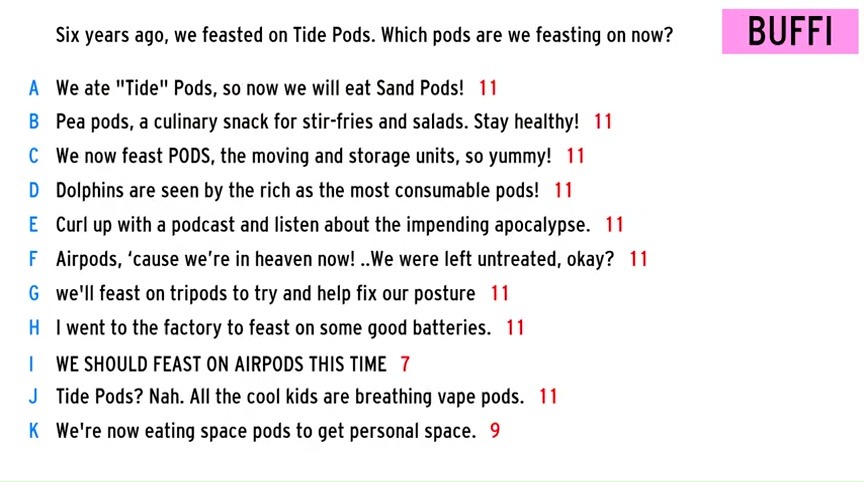 Six years ago, we feasted on Tide Pods. Which pods are we feasting on now?
BUFFI
A We ate "Tide" Pods, so now we will eat Sand Pods! 11
B Pea pods, a culinary snack for stir-fries and salads. Stay healthy! 11
C We now feast PODS, the moving and storage units, so yummy! 11
D Dolphins are seen by the rich as the most consumable pods! 11
E Curl up with a podcast and listen about the impending apocalypse. 11
F Airpods, ‘cause we’re in heaven now! ..We were left untreated, okay? 11
G we'll feast on tripods to try and help fix our posture 11
H I went to the factory to feast on some good batteries. 11
I WE SHOULD FEAST ON AIRPODS THIS TIME 7
J Tide Pods? Nah. All the cool kids are breathing vape pods. 11
K We're now eating space pods to get personal space. 9